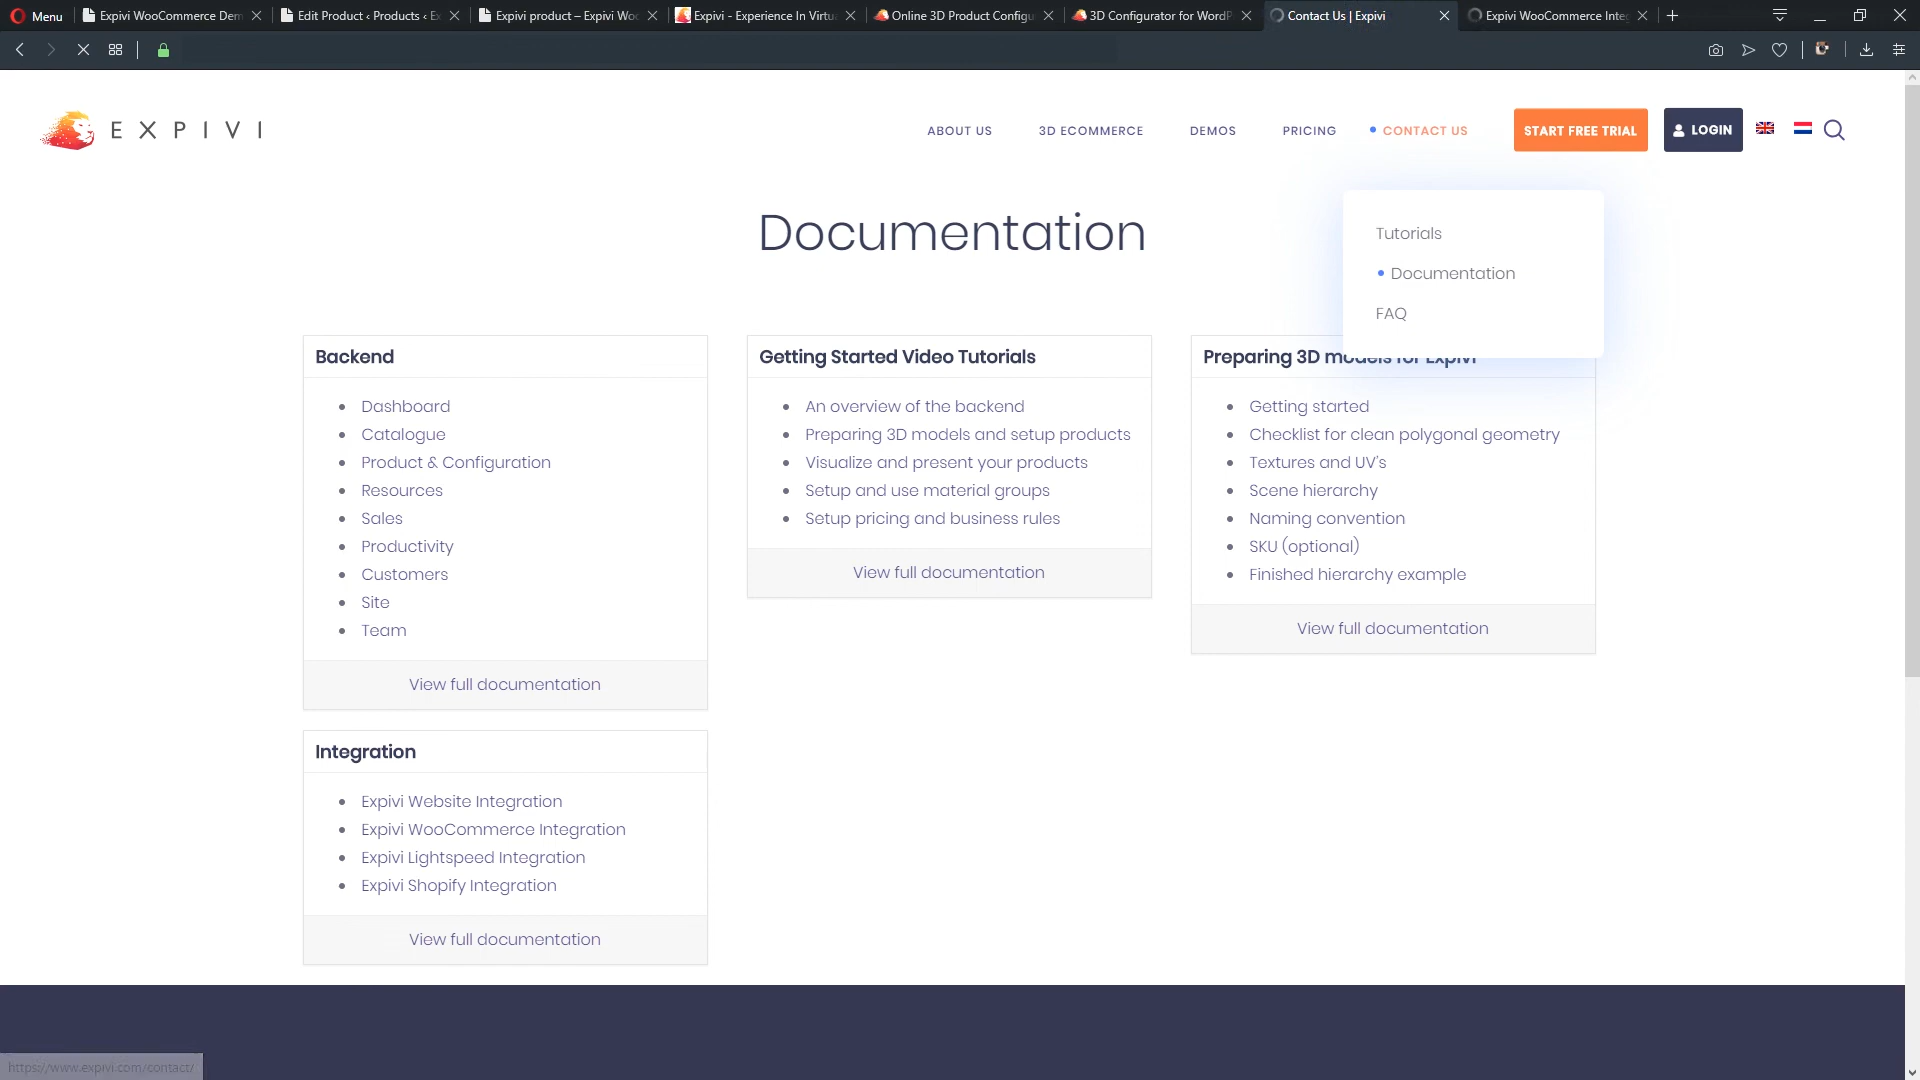 Menu
Expivi WooCommerce Dem
Edit Product ‹ Products ‹ Ex
Expivi product – Expivi Woo
Expivi - Experience In Virtu
Online 3D Product Configu
3D Configurator for WordP
Contact Us | Expivi
Expivi WooCommerce Integ
EXPIVI
ABOUT US
3D ECOMMERCE
DEMOS
PRICING
CONTACT US
START FREE TRIAL
LOGIN
Documentation
Tutorials
Documentation
FAQ
Backend
Dashboard
Catalogue
Product & Configuration
Resources
Sales
Productivity
Customers
Site
Team
View full documentation
Getting Started Video Tutorials
An overview of the backend
Preparing 3D models and setup products
Visualize and present your products
Setup and use material groups
Setup pricing and business rules
View full documentation
Preparing 3D models for Expivi
Getting started
Checklist for clean polygonal geometry
Textures and UV's
Scene hierarchy
Naming convention
SKU (optional)
Finished hierarchy example
View full documentation
Integration
Expivi Website Integration
Expivi WooCommerce Integration
Expivi Lightspeed Integration
Expivi Shopify Integration
View full documentation
https://www.expivi.com/contact/